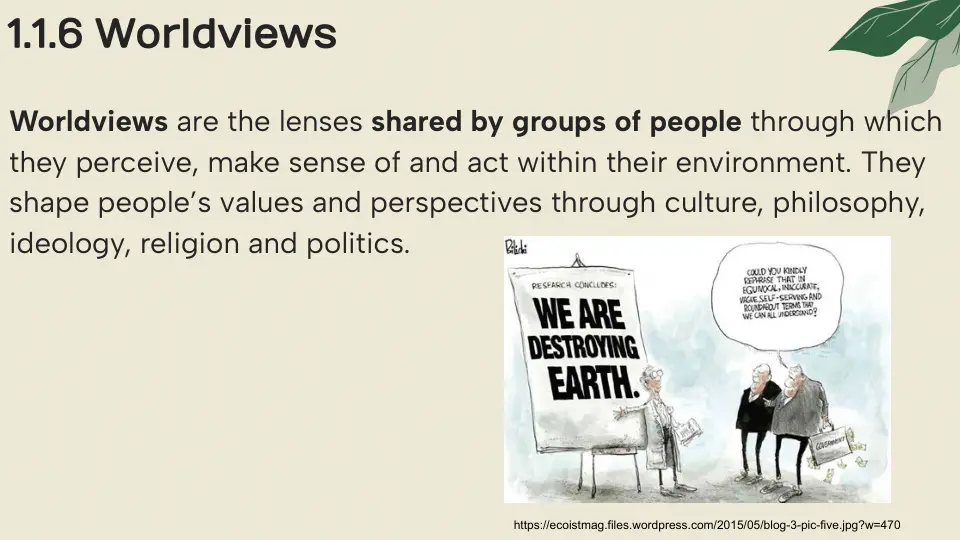 1.1.6 Worldviews
Worldviews are the lenses shared by groups of people through which
they perceive, make sense of and act within their environment. They
shape people’s values and perspectives through culture, philosophy,
ideology, religion and politics.
RESEARCH CONCLUDES:
WE ARE
DESTROYING
EARTH.
COULD YOU KINDLY
REPHRASE THAT IN
EQUIVOCAL, INACCURATE,
VAGUE, SELF-SERVING AND
ROUNDABOUT TERMS THAT
WE CAN ALL UNDERSTAND?
GOVERNMENT
https://ecoistmag.files.wordpress.com/2015/05/blog-3-pic-five.jpg?w=470